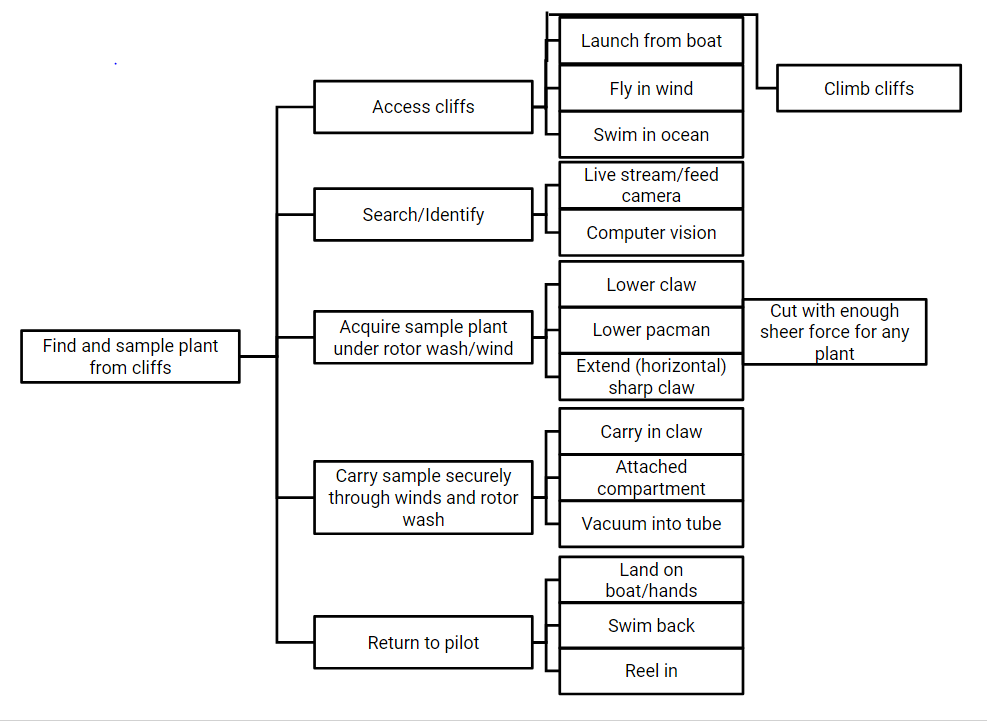 Find and sample plant
from cliffs
Access cliffs
Launch from boat
Fly in wind
Swim in ocean
Climb cliffs
Search/Identify
Live stream/feed
camera
Computer vision
Acquire sample plant
under rotor wash/wind
Lower claw
Lower pacman
Extend (horizontal)
sharp claw
Cut with enough
sheer force for any
plant
Carry sample securely
through winds and rotor
wash
Carry in claw
Attached
compartment
Vacuum into tube
Return to pilot
Land on
boat/hands
Swim back
Reel in